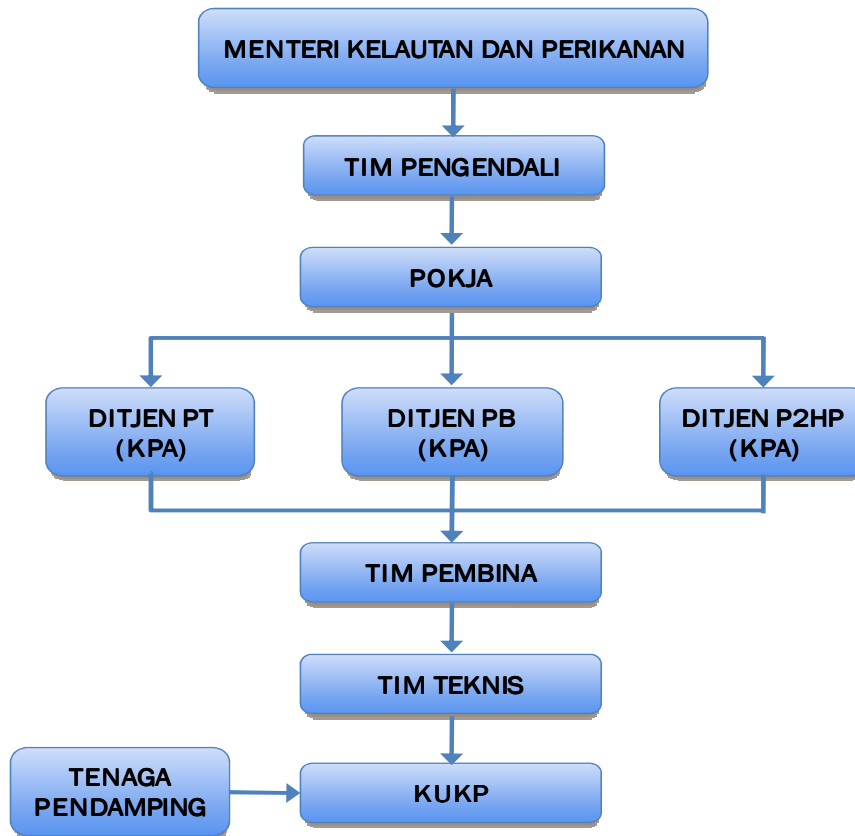 MENTERI KELAUTAN DAN PERIKANAN
TIM PENGENDALI
POKJA
DITJEN PT
(KPA)
DITJEN PB
(KPA)
DITJEN P2HP
(KPA)
TIM PEMBINA
TIM TEKNIS
TENAGA
PENDAMPING
KUKP